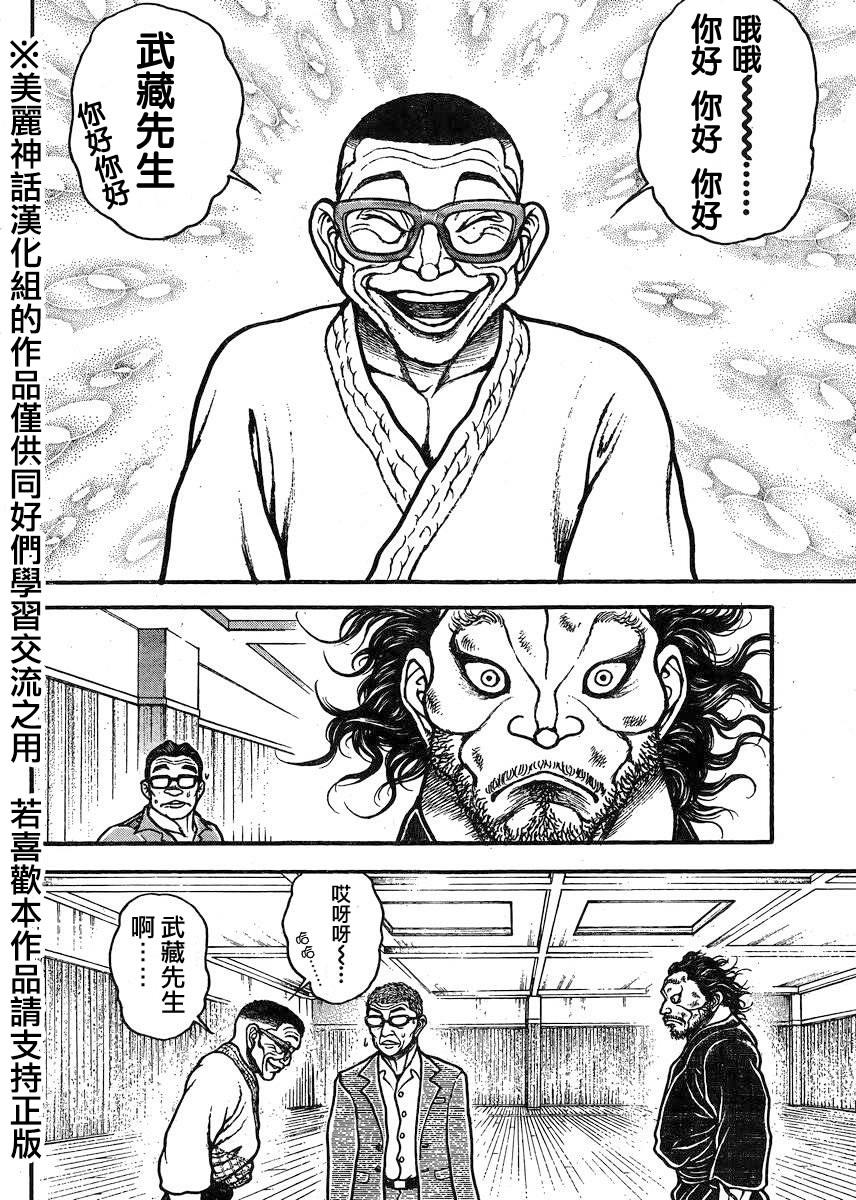 哦哦~~~~~……
你好 你好 你好
武藏先生
你好你好
哎呀呀~……
武藏先生
啊……
※美麗神話漢化組的作品僅供同好們學習交流之用ー若喜歡本作品請支持正版ー